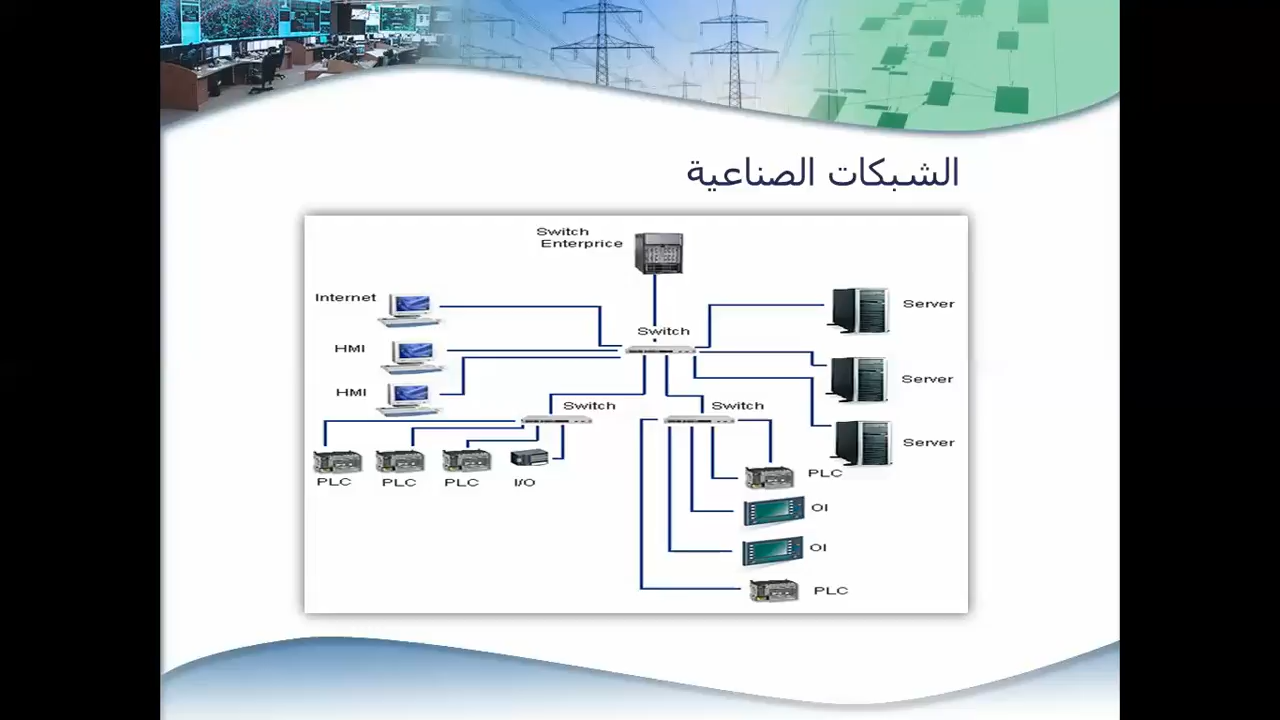 الشبكات الصناعية
Switch
Enterprice
Internet
Server
Switch
HMI
Server
HMI
Switch
Switch
Server
PLC
PLC
PLC
PLC
I/O
OI
OI
PLC